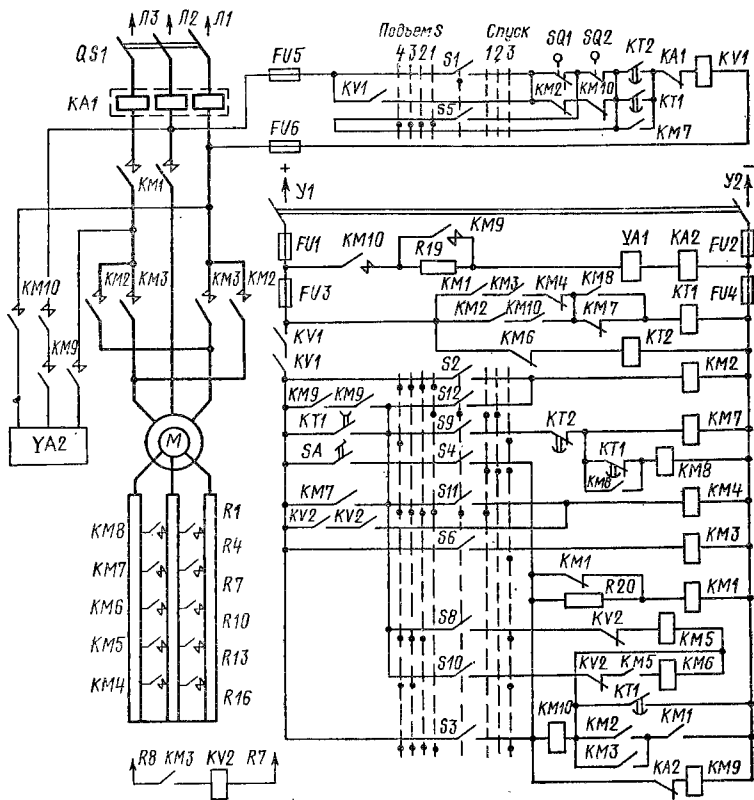 Л3 Л2 Л1
QS1
KA1
FU5
KV1
Подъем S
4 3 2 1
S1
Спуск
1 2 3
SQ1 SQ2
KT2
KA1
KV1
KM2
KM10
KT1
S5
KM7
FU6
+
У1
У2
−
KM1
FU1
KM10
KM9
R19
YA1
KA2
FU2
KM10
KM2
KM3
KM3
KM2
FU3
KM1
KM3
KM4
KM8
KT1
FU4
KM2
KM10
KM7
KV1
KM6
KT2
KV1
KM9
S2
KM2
KM9 KM9
S12
KT1
S9
KT2
KM7
YA2
M
SA
S4
KT1
KM8
KM8
KM7
S11
KM4
KV2 KV2
R1
KM8
R4
S6
KM3
KM7
R7
KM1
KM6
R10
R20
KM1
KM5
R13
S8
KV2
KM5
KM4
R16
S10
KV2
KM5
KM6
KT1
KM10
S3
KM2
KM1
KM3
R8
KM3
KV2
R7
KA2
KM9